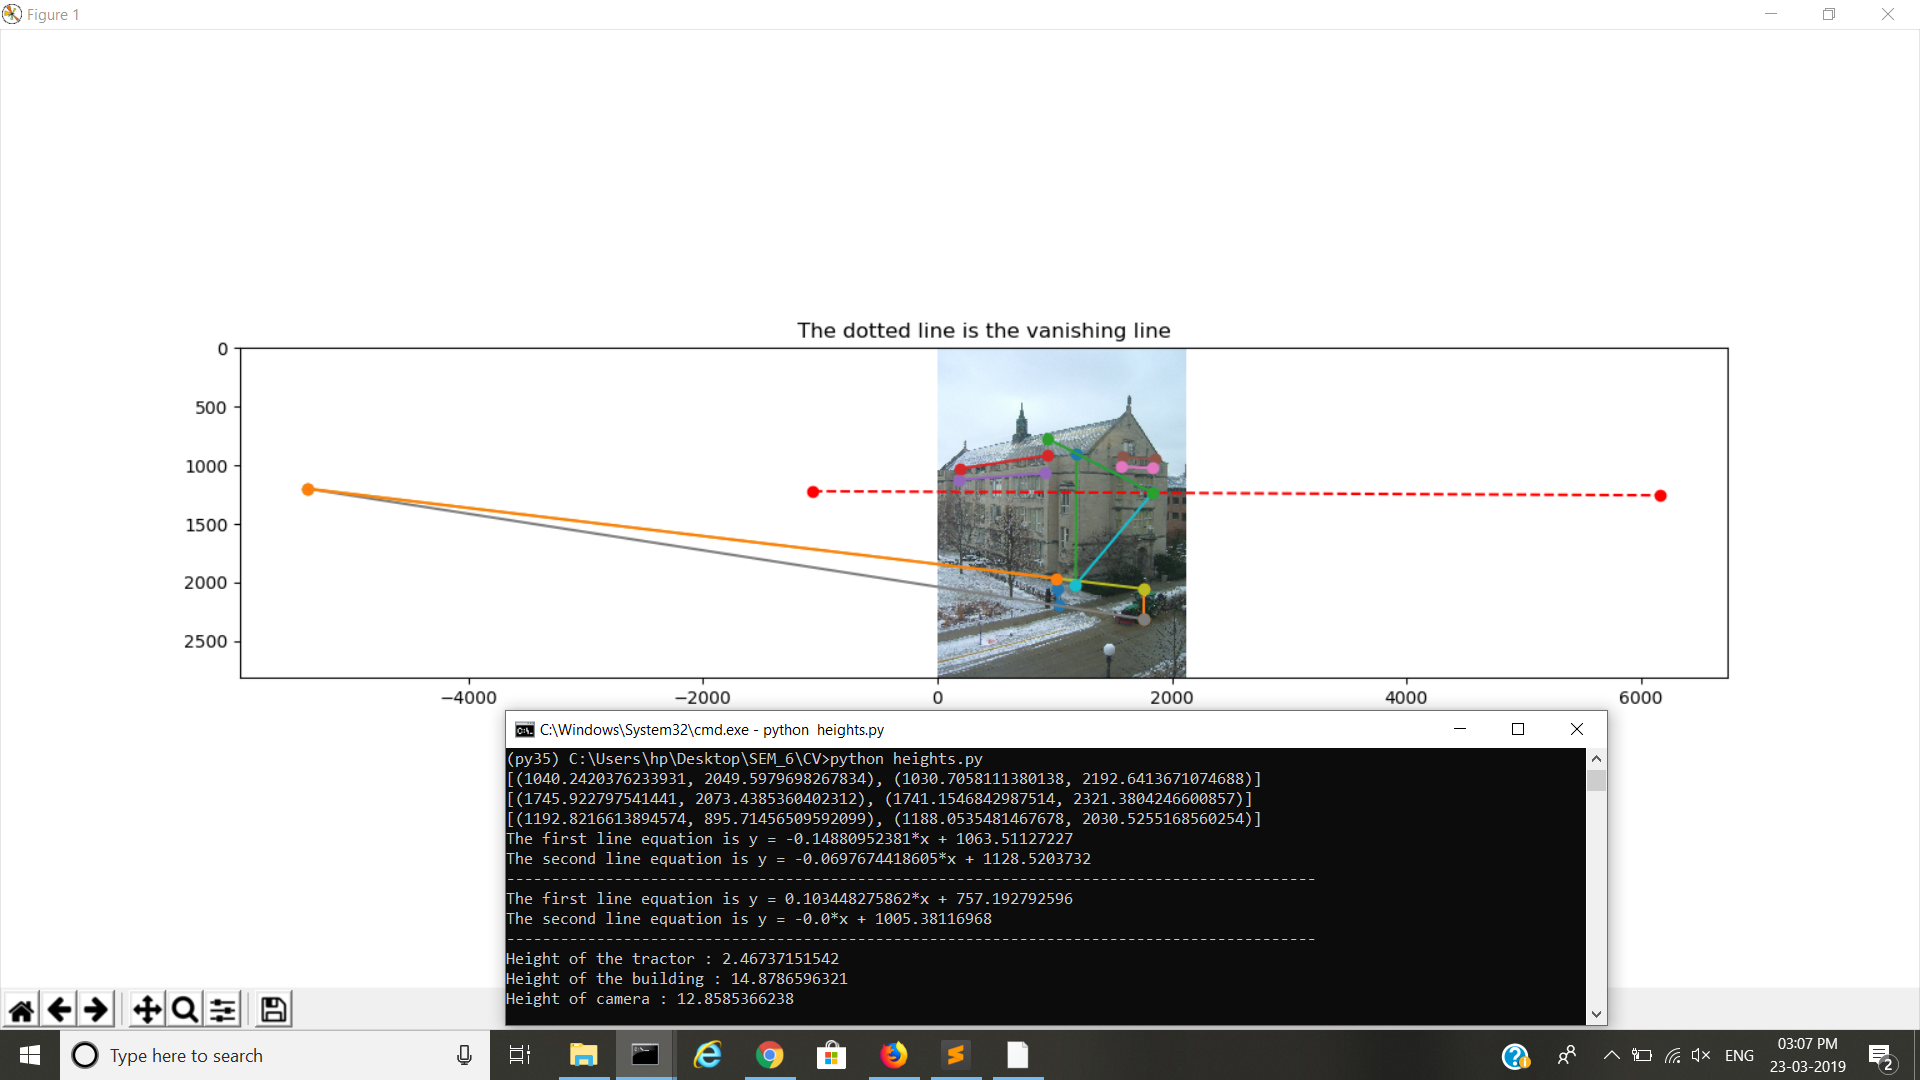 Figure 1
The dotted line is the vanishing line
0
500
1000
1500
2000
2500
−4000
−2000
0
2000
4000
6000
C:\Windows\System32\cmd.exe - python  heights.py
(py35) C:\Users\hp\Desktop\SEM_6\CV>python heights.py
[(1040.2420376233931, 2049.5979698267834), (1030.7058111380138, 2192.6413671074688)]
[(1745.922797541441, 2073.4385360402312), (1741.1546842987514, 2321.3804246600857)]
[(1192.8216613894574, 895.71456509592099), (1188.0535481467678, 2030.5255168560254)]
The first line equation is y = -0.14880952381*x + 1063.51127227
The second line equation is y = -0.0697674418605*x + 1128.5203732
------------------------------------------------------------------------------------------
The first line equation is y = 0.103448275862*x + 757.192792596
The second line equation is y = -0.0*x + 1005.38116968
------------------------------------------------------------------------------------------
Height of the tractor : 2.46737151542
Height of the building : 14.8786596321
Height of camera : 12.8585366238
Type here to search
ENG
03:07 PM
23-03-2019
2